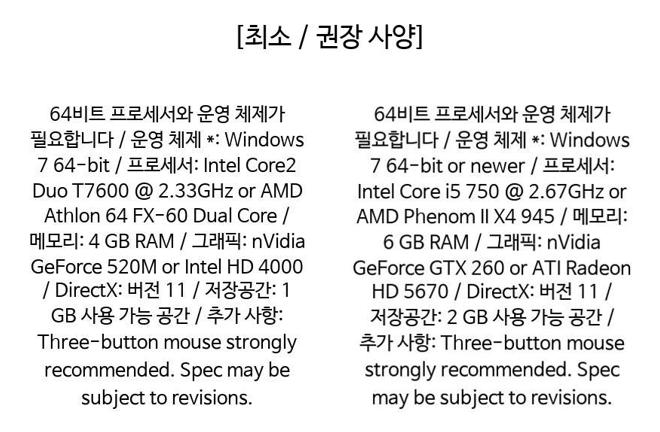 [최소 / 권장 사양]
64비트 프로세서와 운영 체제가
필요합니다 / 운영 체제 *: Windows
7 64-bit / 프로세서: Intel Core2
Duo T7600 @ 2.33GHz or AMD
Athlon 64 FX-60 Dual Core /
메모리: 4 GB RAM / 그래픽: nVidia
GeForce 520M or Intel HD 4000
/ DirectX: 버전 11 / 저장공간: 1
GB 사용 가능 공간 / 추가 사항:
Three-button mouse strongly
recommended. Spec may be
subject to revisions.
64비트 프로세서와 운영 체제가
필요합니다 / 운영 체제 *: Windows
7 64-bit or newer / 프로세서:
Intel Core i5 750 @ 2.67GHz or
AMD Phenom II X4 945 / 메모리:
6 GB RAM / 그래픽: nVidia
GeForce GTX 260 or ATI Radeon
HD 5670 / DirectX: 버전 11 /
저장공간: 2 GB 사용 가능 공간 /
추가 사항: Three-button mouse
strongly recommended. Spec
may be subject to revisions.